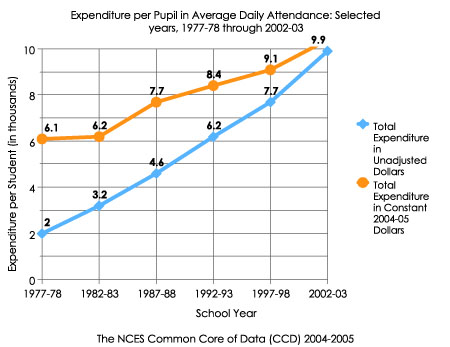 Expenditure per Pupil in Average Daily Attendance: Selected
years, 1977-78 through 2002-03
Expenditure per Student (in thousands)
10
8
6
4
2
0
6.1
6.2
7.7
8.4
9.1
9.9
2
3.2
4.6
6.2
7.7
1977-78
1982-83
1987-88
1992-93
1997-98
2002-03
School Year
Total
Expenditure
in
Unadjusted
Dollars
Total
Expenditure
in Constant
2004-05
Dollars
The NCES Common Core of Data (CCD) 2004-2005